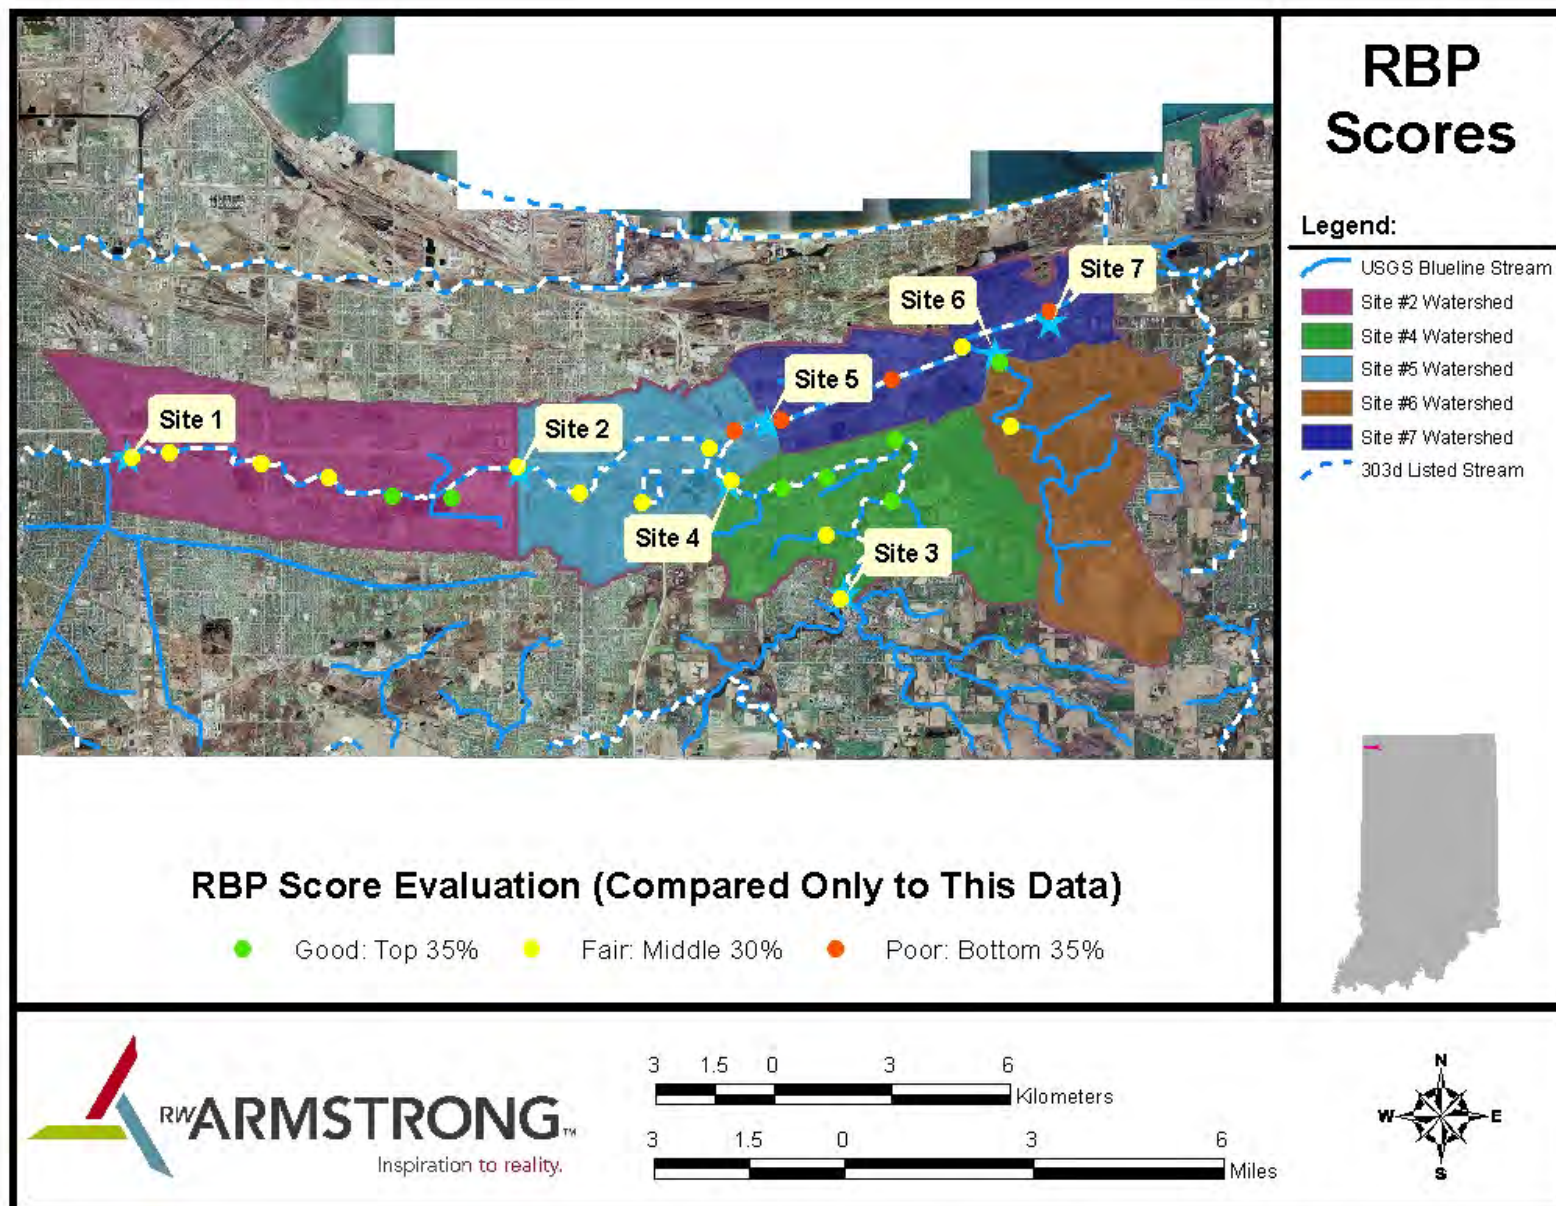 RBP
Scores
Legend:
USGS Blueline Stream
Site #2 Watershed
Site #4 Watershed
Site #5 Watershed
Site #6 Watershed
Site #7 Watershed
303d Listed Stream
Site 7
Site 6
Site 5
Site 1
Site 2
Site 4
Site 3
RBP Score Evaluation (Compared Only to This Data)
Good: Top 35% Fair: Middle 30% Poor: Bottom 35%
RWARMSTRONG™
Inspiration to reality.
3 1.5 0 3 6
Kilometers
3 1.5 0 3 6
Miles
N
W E
S